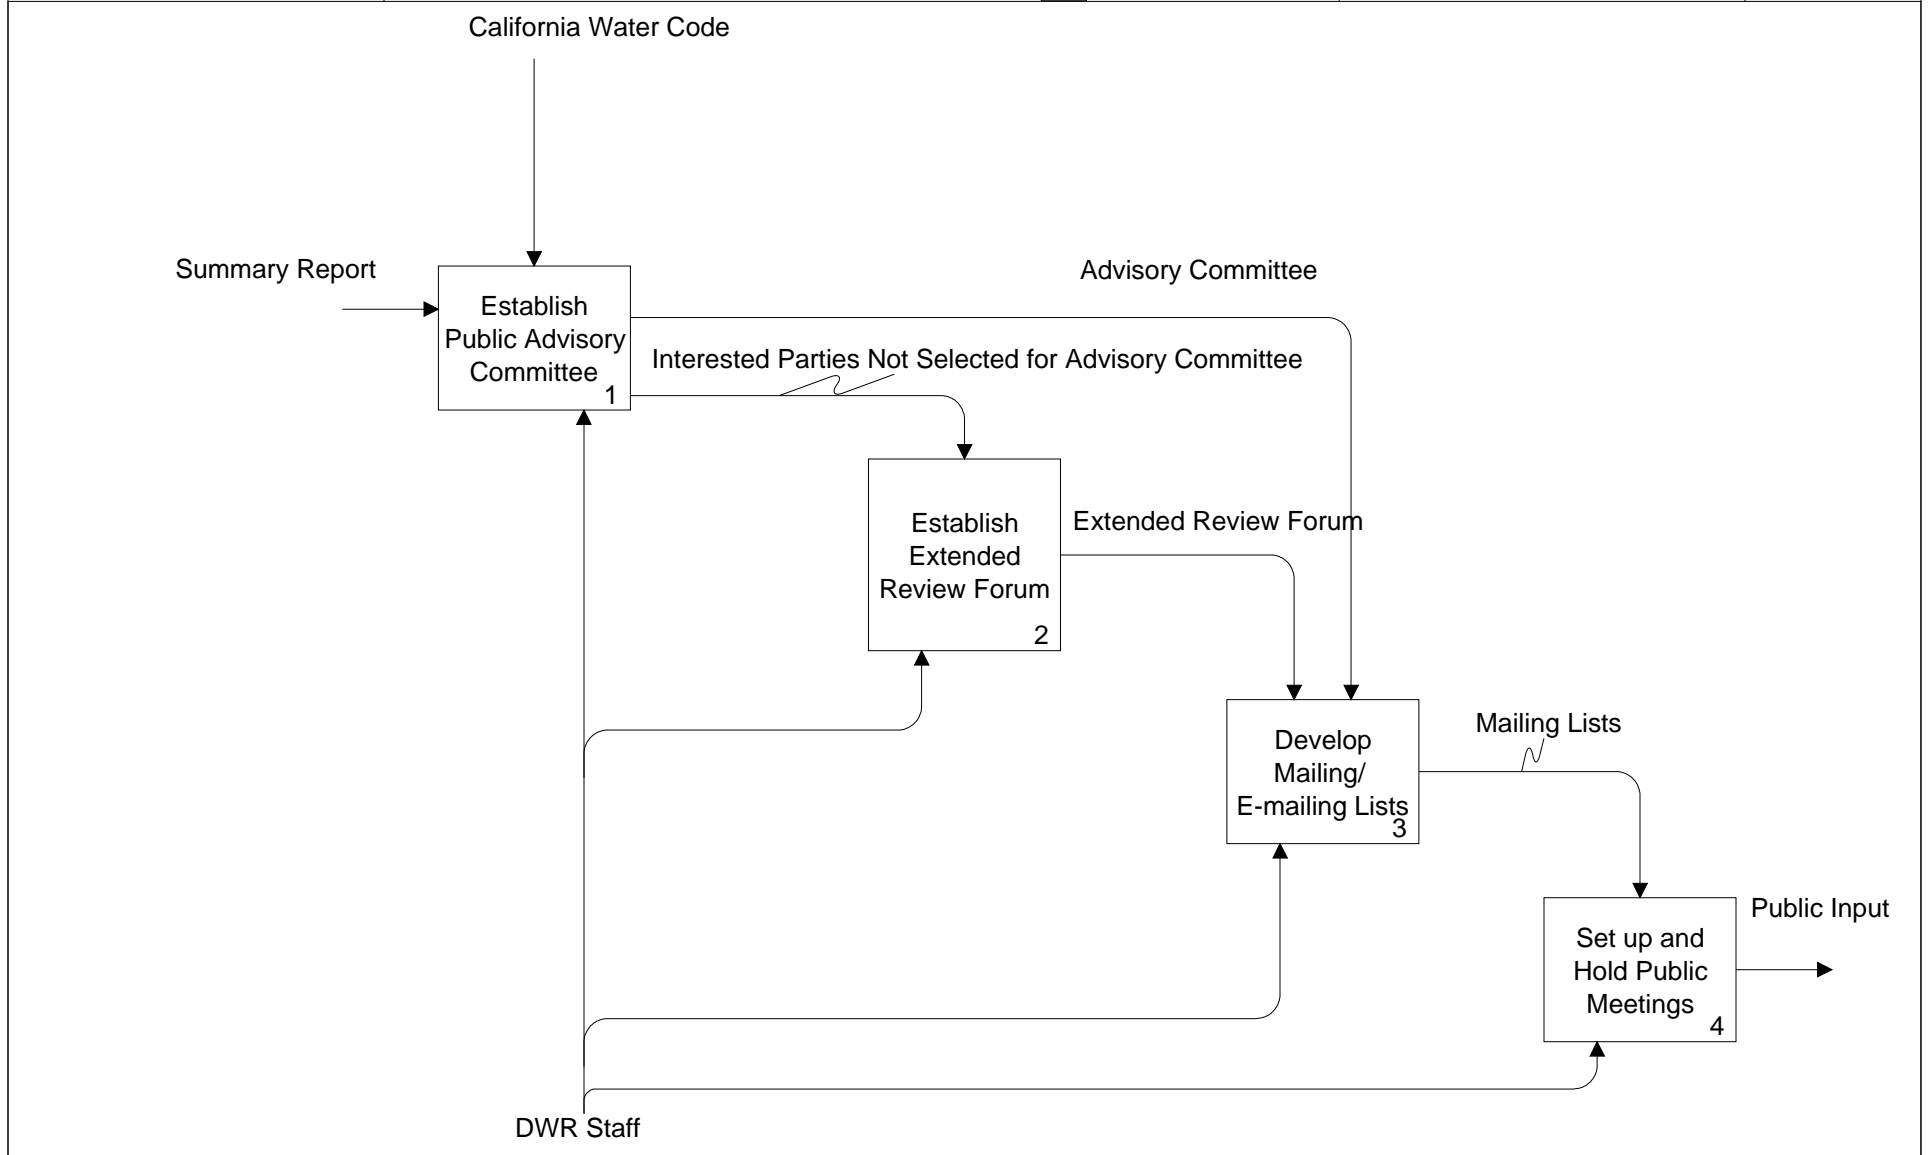 California Water Code
Summary Report
Advisory Committee
Establish
Public Advisory
Committee
1
Interested Parties Not Selected for Advisory Committee
Establish
Extended
Review Forum
2
Extended Review Forum
Develop
Mailing/
E-mailing Lists
3
Mailing Lists
Set up and
Hold Public
Meetings
4
Public Input
DWR Staff